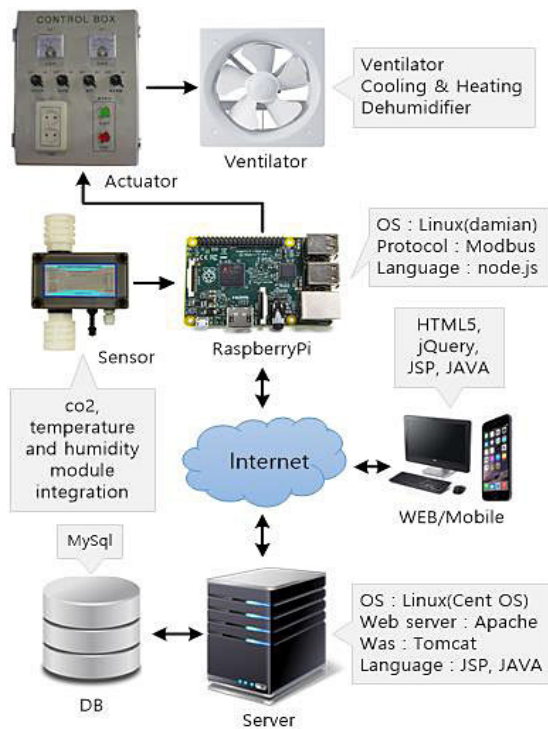 CONTROL BOX
Ventilator
Cooling & Heating
Dehumidifier
Ventilator
Actuator
OS : Linux(damian)
Protocol : Modbus
Language : node.js
Sensor
RaspberryPi
HTML5,
jQuery,
JSP, JAVA
co2,
temperature
and humidity
module
integration
Internet
WEB/Mobile
MySql
OS : Linux(Cent OS)
Web server : Apache
Was : Tomcat
Language : JSP, JAVA
DB
Server